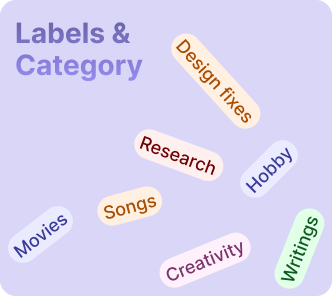 Labels &
Category
Design fixes
Research
Hobby
Songs
Movies
Creativity
Writings